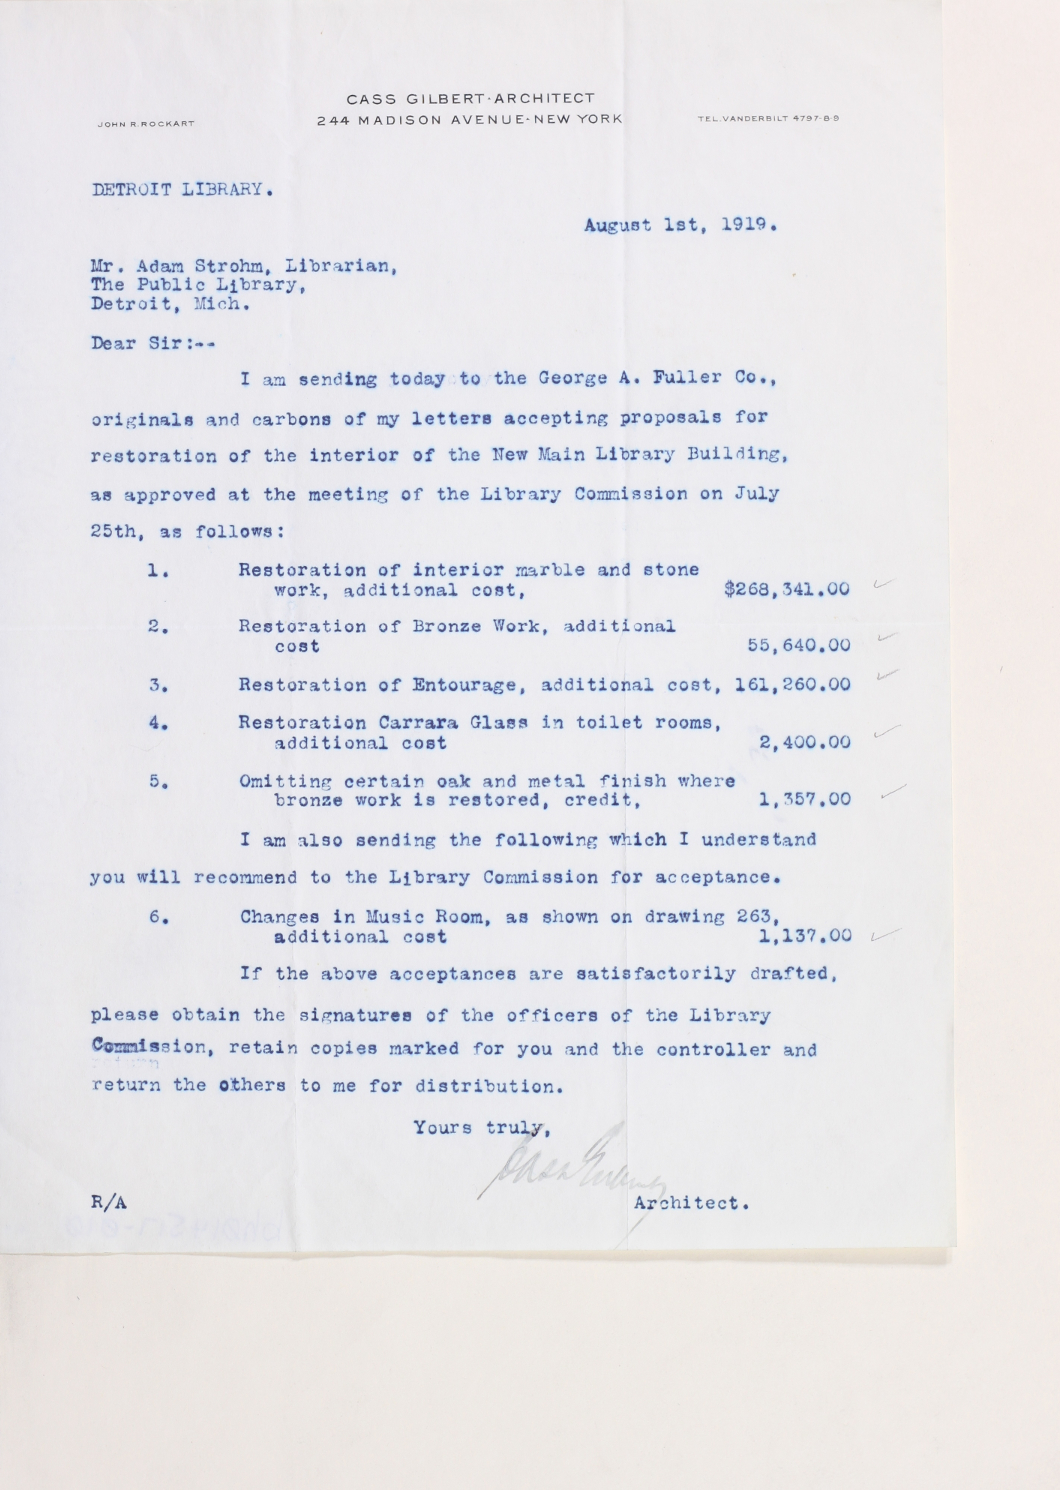 CASS GILBERT·ARCHITECT
244 MADISON AVENUE·NEW YORK
JOHN R. ROCKART
TEL. VANDERBILT 4797-8-9
DETROIT LIBRARY.
August 1st, 1919.
Mr. Adam Strohm, Librarian,
The Public Library,
Detroit, Mich.
Dear Sir:--
I am sending today to the George A. Fuller Co.,
originals and carbons of my letters accepting proposals for
restoration of the interior of the New Main Library Building,
as approved at the meeting of the Library Commission on July
25th, as follows:
1. Restoration of interior marble and stone
work, additional cost, $268,341.00
2. Restoration of Bronze Work, additional
cost 55,640.00
3. Restoration of Entourage, additional cost, 161,260.00
4. Restoration Carrara Glass in toilet rooms,
additional cost 2,400.00
5. Omitting certain oak and metal finish where
bronze work is restored, credit, 1,357.00
I am also sending the following which I understand
you will recommend to the Library Commission for acceptance.
6. Changes in Music Room, as shown on drawing 263,
additional cost 1,137.00
If the above acceptances are satisfactorily drafted,
please obtain the signatures of the officers of the Library
Commission, retain copies marked for you and the controller and
return the others to me for distribution.
Yours truly,
Cass Gilbert
R/A Architect.